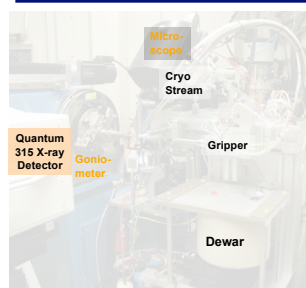 Micro-
scope
Cryo
Stream
Quantum
315 X-ray
Detector
Gonio-
meter
Gripper
Dewar